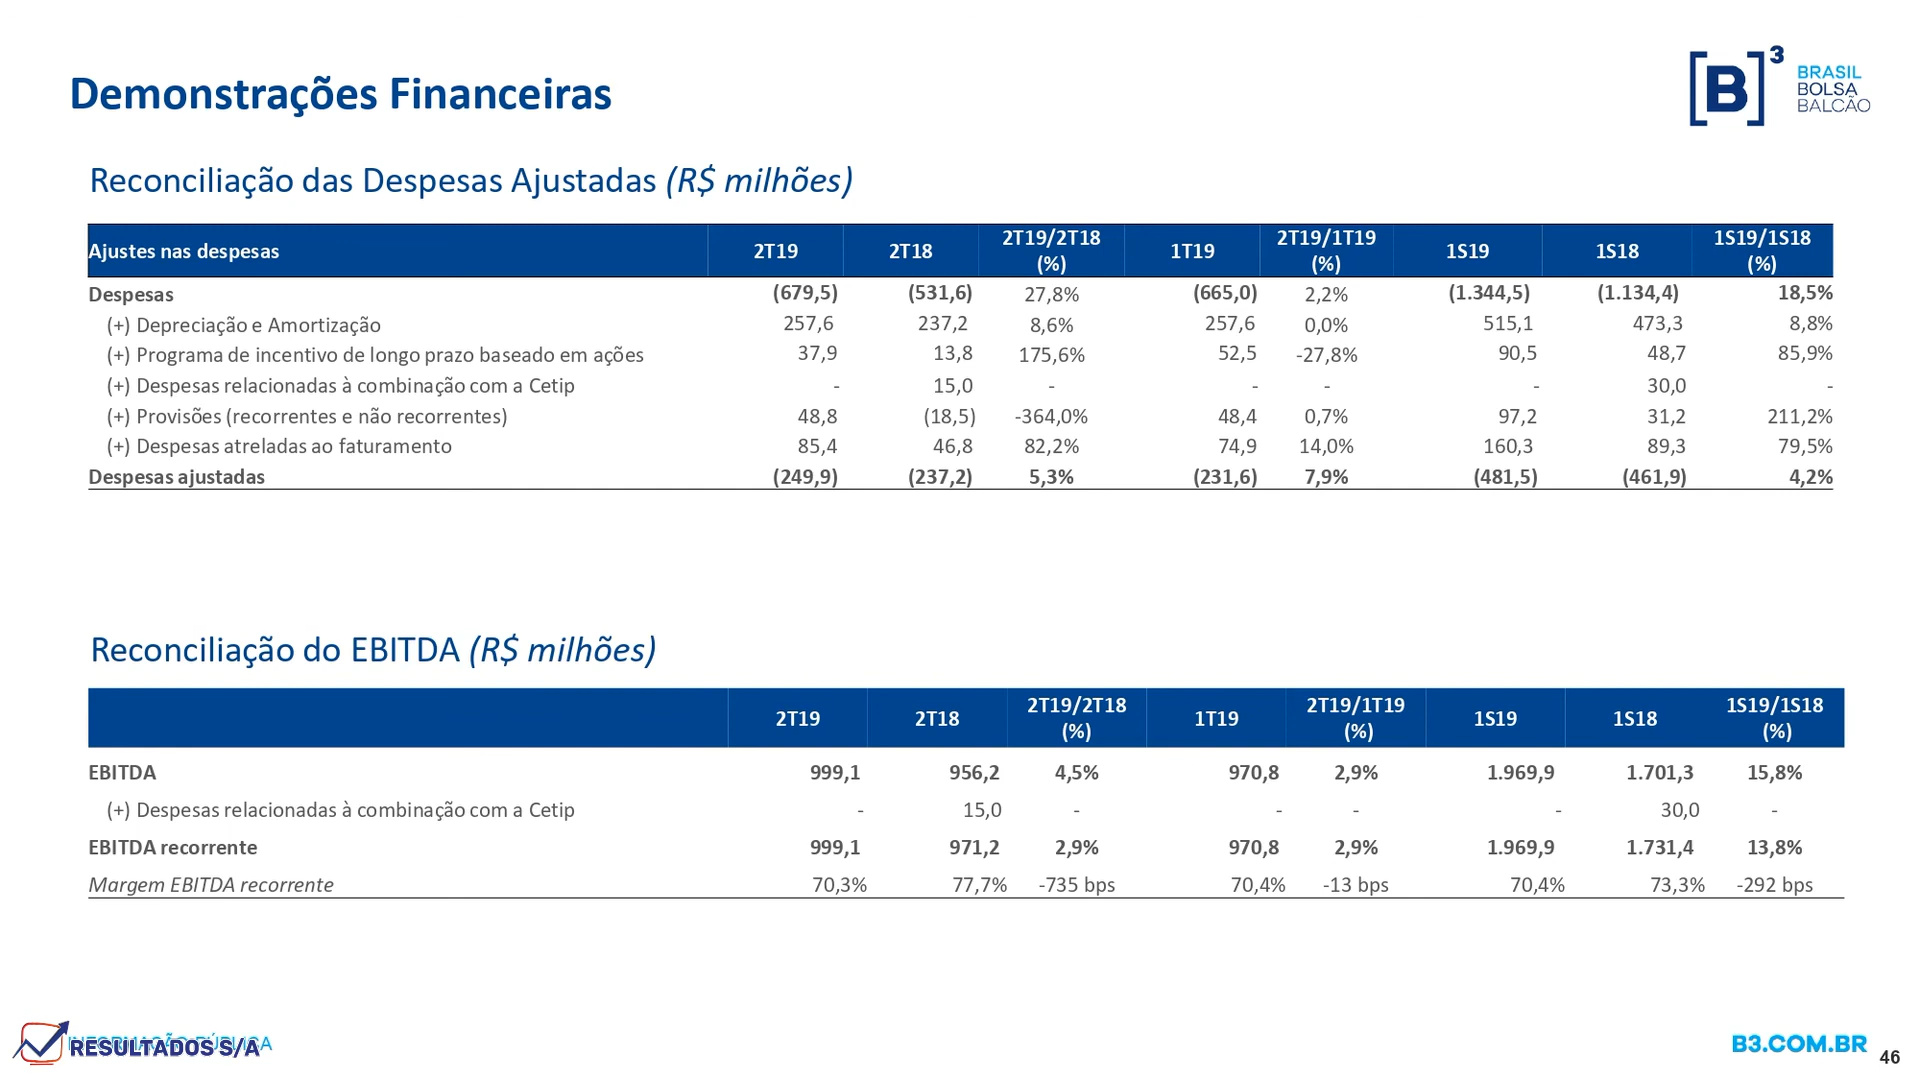 Demonstrações Financeiras
[B]³ BRASIL
BOLSA
BALCÃO
Reconciliação das Despesas Ajustadas (R$ milhões)
Ajustes nas despesas 2T19 2T18 2T19/2T18 (%) 1T19 2T19/1T19 (%) 1S19 1S18 1S19/1S18 (%)
Despesas (679,5) (531,6) 27,8% (665,0) 2,2% (1.344,5) (1.134,4) 18,5%
(+) Depreciação e Amortização 257,6 237,2 8,6% 257,6 0,0% 515,1 473,3 8,8%
(+) Programa de incentivo de longo prazo baseado em ações 37,9 13,8 175,6% 52,5 -27,8% 90,5 48,7 85,9%
(+) Despesas relacionadas à combinação com a Cetip - 15,0 - - - - 30,0 -
(+) Provisões (recorrentes e não recorrentes) 48,8 (18,5) -364,0% 48,4 0,7% 97,2 31,2 211,2%
(+) Despesas atreladas ao faturamento 85,4 46,8 82,2% 74,9 14,0% 160,3 89,3 79,5%
Despesas ajustadas (249,9) (237,2) 5,3% (231,6) 7,9% (481,5) (461,9) 4,2%
Reconciliação do EBITDA (R$ milhões)
2T19 2T18 2T19/2T18 (%) 1T19 2T19/1T19 (%) 1S19 1S18 1S19/1S18 (%)
EBITDA 999,1 956,2 4,5% 970,8 2,9% 1.969,9 1.701,3 15,8%
(+) Despesas relacionadas à combinação com a Cetip - 15,0 - - - - 30,0 -
EBITDA recorrente 999,1 971,2 2,9% 970,8 2,9% 1.969,9 1.731,4 13,8%
Margem EBITDA recorrente 70,3% 77,7% -735 bps 70,4% -13 bps 70,4% 73,3% -292 bps
INFORMAÇÃO PÚBLICA
RESULTADOS S/A
B3.COM.BR
46